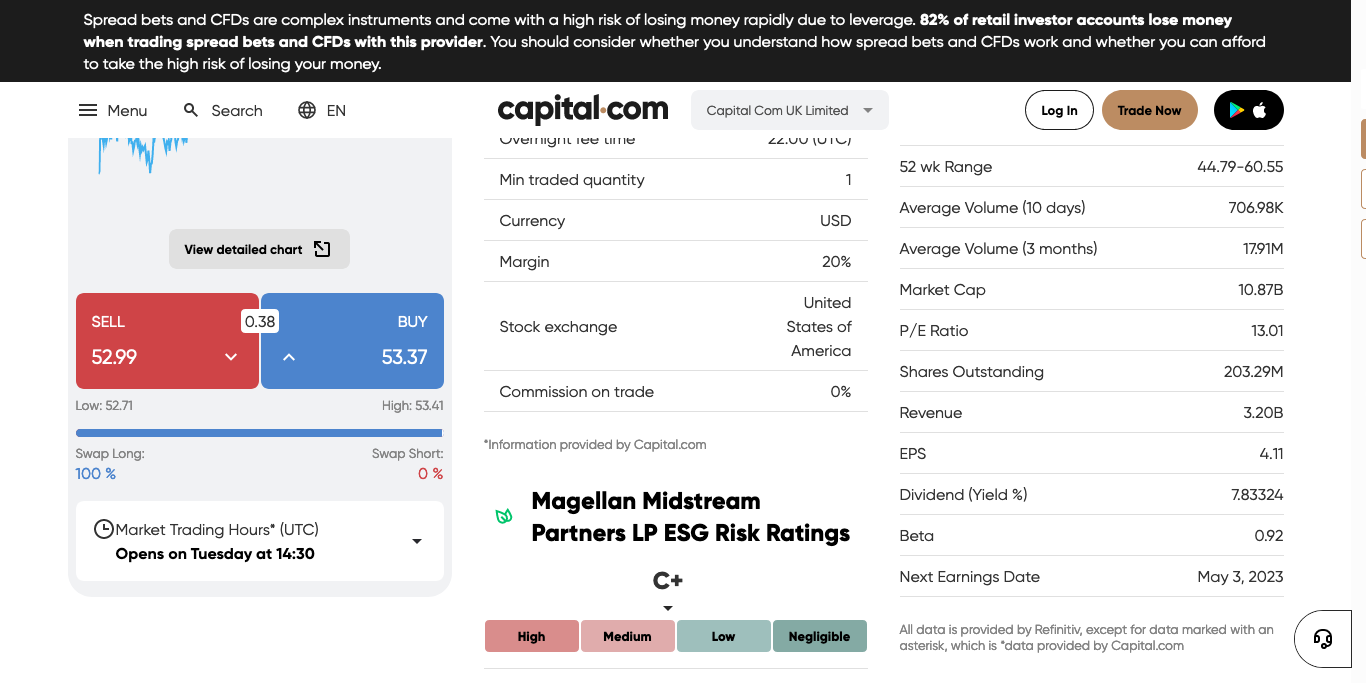 Spread bets and CFDs are complex instruments and come with a high risk of losing money rapidly due to leverage. 82% of retail investor accounts lose money
when trading spread bets and CFDs with this provider. You should consider whether you understand how spread bets and CFDs work and whether you can afford
to take the high risk of losing your money.
Menu
Search
EN
capital.com
Capital Com UK Limited
Log In
Trade Now
View detailed chart
SELL
52.99
0.38
BUY
53.37
Low: 52.71
High: 53.41
Swap Long:
100 %
Swap Short:
0 %
Market Trading Hours* (UTC)
Opens on Tuesday at 14:30
Overnight fee time 22:00 (UTC)
Min traded quantity 1
Currency USD
Margin 20%
Stock exchange United
States of
America
Commission on trade 0%
*Information provided by Capital.com
Magellan Midstream
Partners LP ESG Risk Ratings
C+
High
Medium
Low
Negligible
52 wk Range 44.79-60.55
Average Volume (10 days) 706.98K
Average Volume (3 months) 17.91M
Market Cap 10.87B
P/E Ratio 13.01
Shares Outstanding 203.29M
Revenue 3.20B
EPS 4.11
Dividend (Yield %) 7.83324
Beta 0.92
Next Earnings Date May 3, 2023
All data is provided by Refinitiv, except for data marked with an
asterisk, which is *data provided by Capital.com